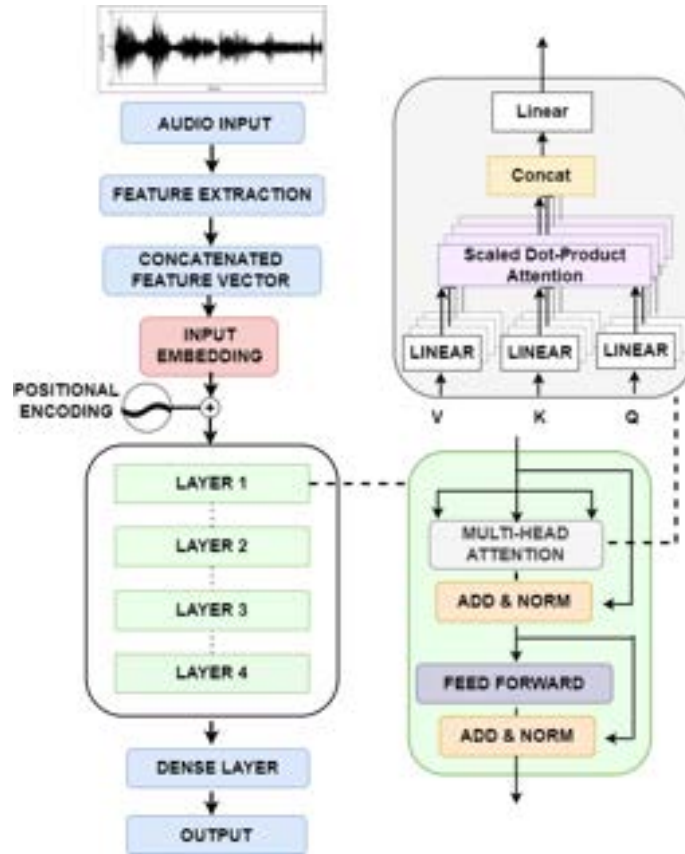 AUDIO INPUT
FEATURE EXTRACTION
CONCATENATED
FEATURE VECTOR
INPUT
EMBEDDING
POSITIONAL
ENCODING
+
LAYER 1
LAYER 2
LAYER 3
LAYER 4
DENSE LAYER
OUTPUT
Linear
Concat
Scaled Dot-Product
Attention
LINEAR
LINEAR
LINEAR
V
K
Q
MULTI-HEAD
ATTENTION
ADD & NORM
FEED FORWARD
ADD & NORM